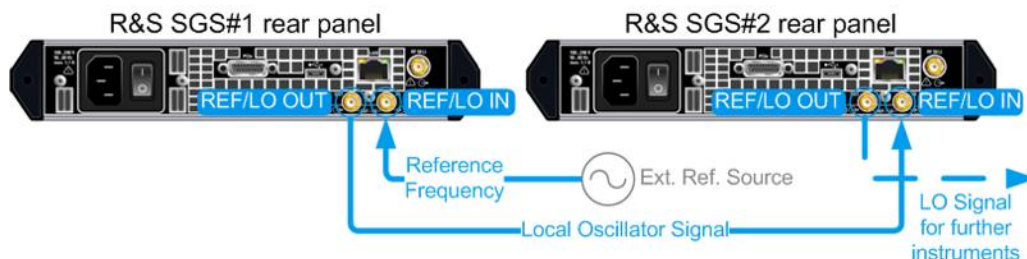 R&S SGS#1 rear panel
R&S SGS#2 rear panel
REF/LO OUT
REF/LO IN
REF/LO OUT
REF/LO IN
Reference
Frequency
Ext. Ref. Source
Local Oscillator Signal
LO Signal
for further
instruments